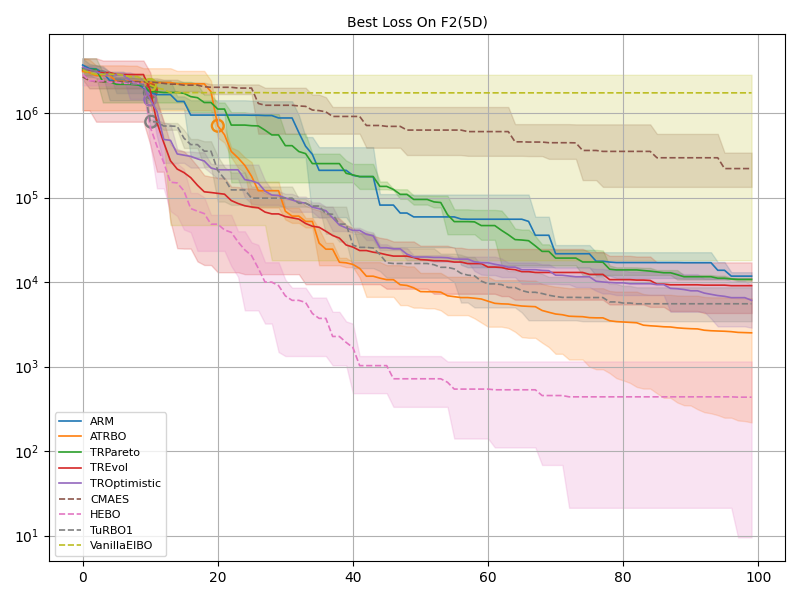 Best Loss On F2(5D)
10^6
10^5
10^4
10^3
10^2
10^1
ARM
ATRBO
TRPareto
TREvol
TROptimistic
CMAES
HEBO
TuRBO1
VanillaEIBO
0 20 40 60 80 100